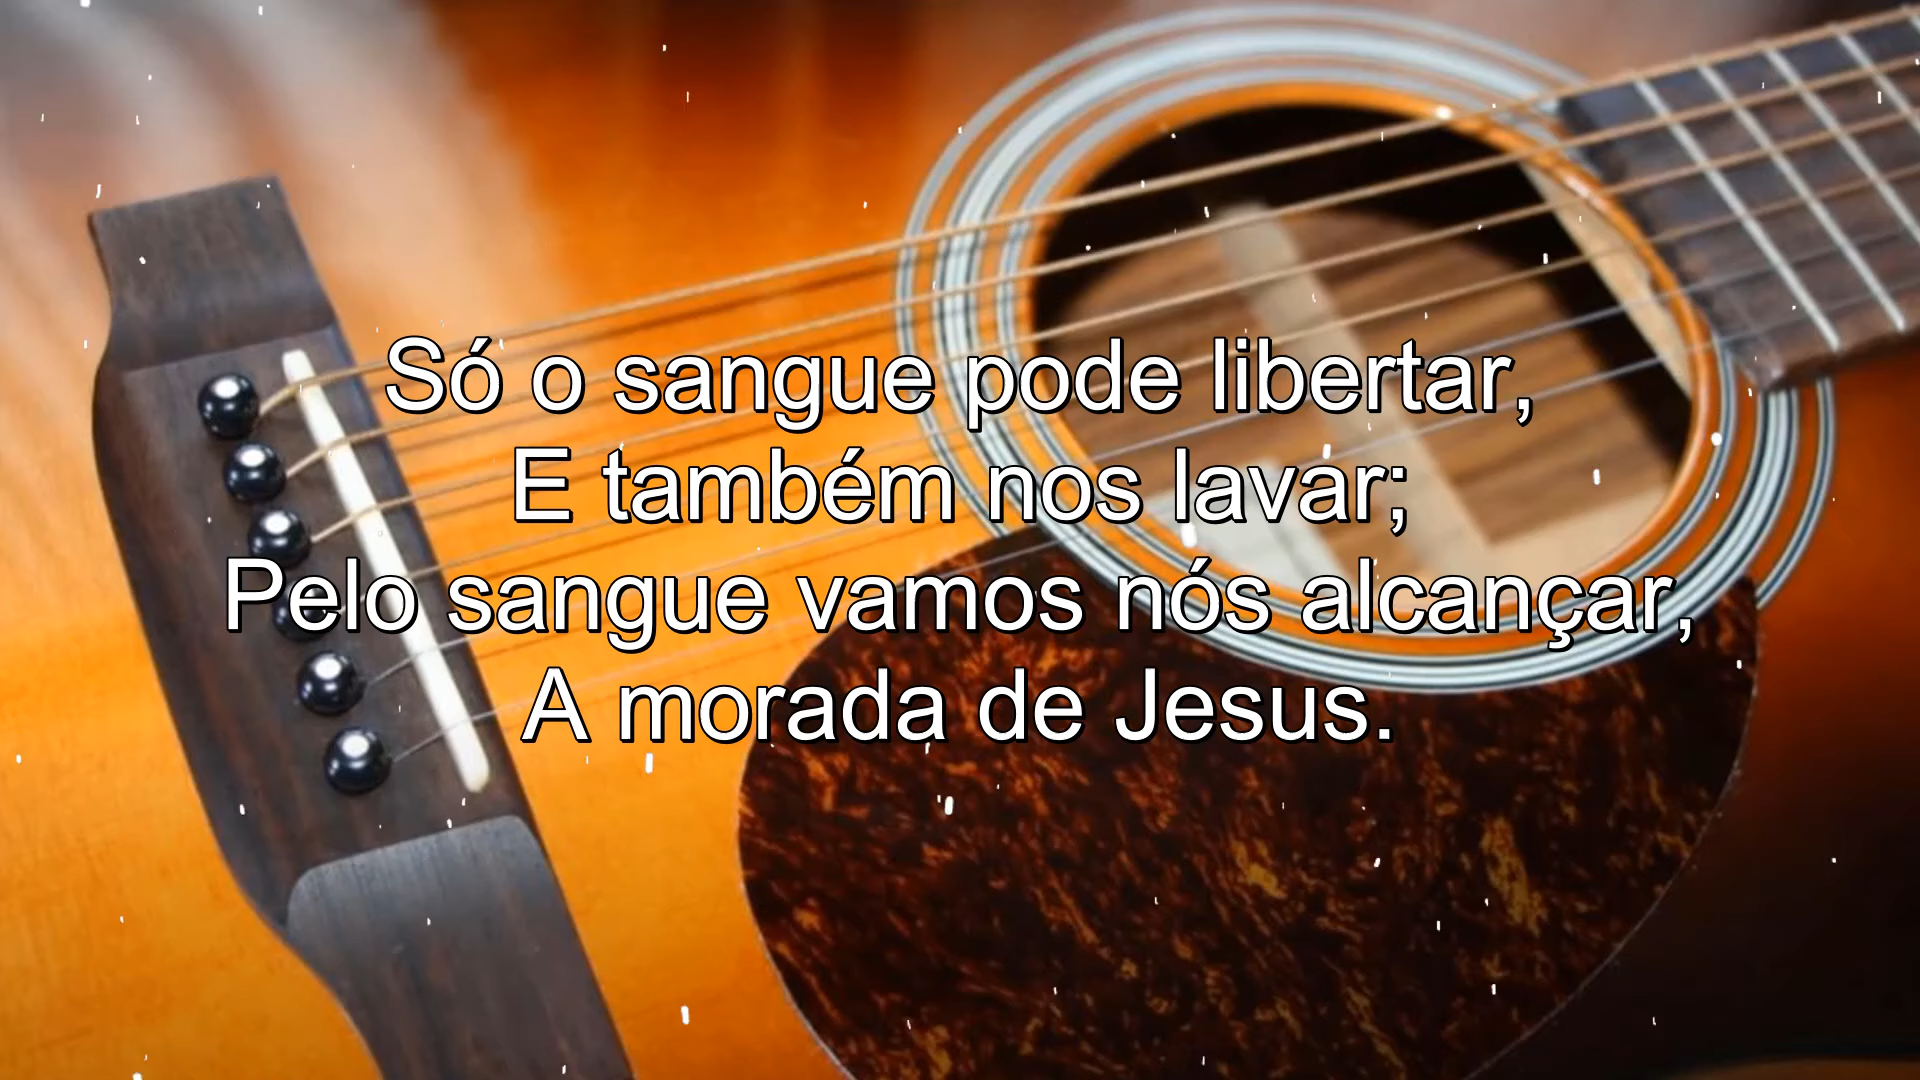 Só o sangue pode libertar,
E também nos lavar;
Pelo sangue vamos nós alcançar,
A morada de Jesus.